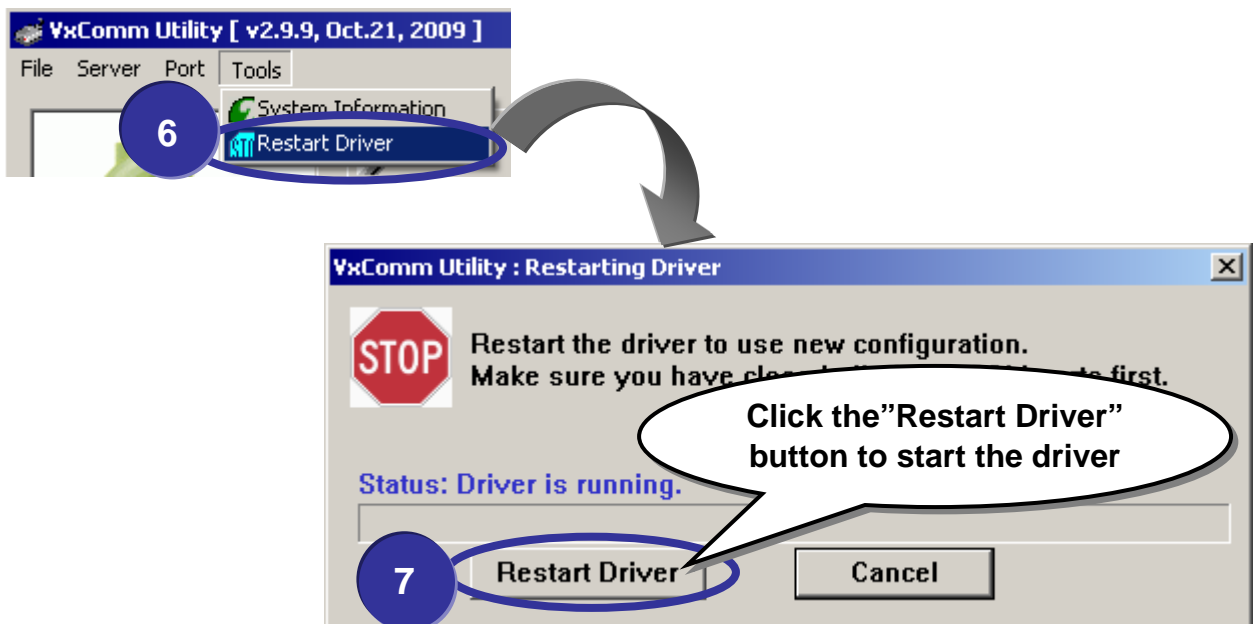 VxComm Utility [ v2.9.9, Oct.21, 2009 ]
File Server Port Tools
System Information
6
Restart Driver
VxComm Utility : Restarting Driver
STOP
Restart the driver to use new configuration.
Make sure you have first.
Click the”Restart Driver”
button to start the driver
Status: Driver is running.
7
Restart Driver
Cancel